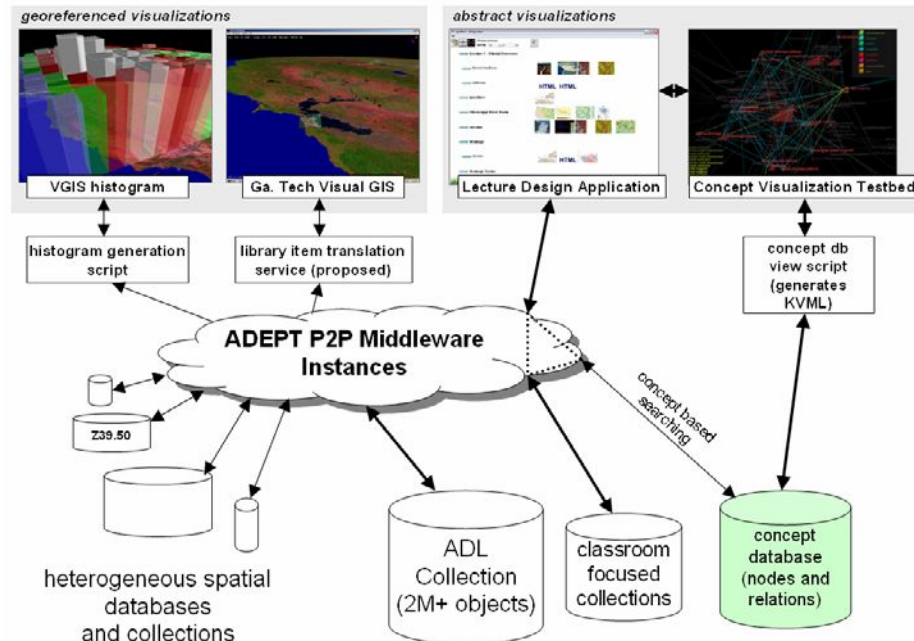 georeferenced visualizations
abstract visualizations
VGIS histogram
Ga. Tech Visual GIS
Lecture Design Application
Concept Visualization Testbed
HTML HTML
HTML
histogram generation
script
library item translation
service (proposed)
concept db
view script
(generates
KVML)
ADEPT P2P Middleware
Instances
concept based
searching
Z39.50
heterogeneous spatial
databases
and collections
ADL
Collection
(2M+ objects)
classroom
focused
collections
concept
database
(nodes and
relations)